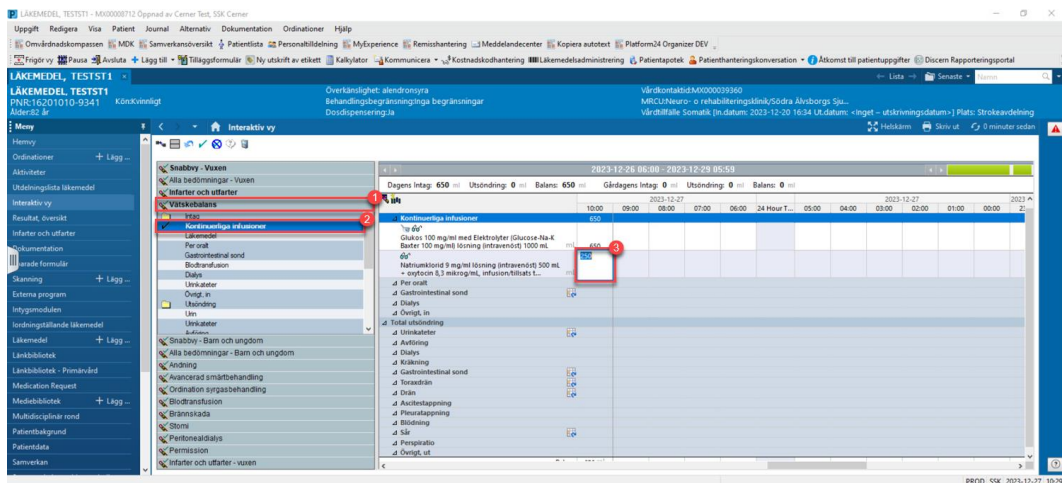 LÄKEMEDEL, TESTST1 - MX00008712 Öppnad av Cerner Test, SSK Cerner
Uppgift Redigera Visa Patient Journal Alternativ Dokumentation Ordinationer Hjälp
Omvårdnadskompassen MDK Samverkansöversikt Patientlista Personaltilldelning MyExperience Remisshantering Meddelandecenter Kopiera autotext Platform24 Organizer DEV
Frigör vy Pausa Avsluta Lägg till Tilläggsformulär Ny utskrift av etikett Kalkylator Kommunicera Kostnadskodhantering Läkemedelsadministrering Patientapotek Patienthanteringskonversation Åtkomst till patientuppgifter Discern Rapporteringsportal
LÄKEMEDEL, TESTST1 Lista Senaste Namn
LÄKEMEDEL, TESTST1 Överkänslighet: alendronsyra Vårdkontaktid:MX000039360
PNR:16201010-9341 Kön:Kvinnligt Behandlingsbegränsning:Inga begränsningar MRCU:Neuro- o rehabiliteringsklinik/Södra Älvsborgs Sju...
Ålder:82 år Dosdispensering:Ja Vårdtillfälle Somatik [In.datum: 2023-12-20 16:34 Ut.datum: <Inget – utskrivningsdatum>] Plats: Strokeavdelning
Meny Interaktiv vy Helskärm Skriv ut 0 minuter sedan
Hemvy
Ordinationer + Lägg ...
Aktiviteter
Utdelningslista läkemedel
Interaktiv vy
Resultat, översikt
Infarter och utfarter
Dokumentation
Sparade formulär
Skanning + Lägg ...
Externa program
Intygsmodulen
Iordningställande läkemedel
Läkemedel + Lägg ...
Länkbibliotek
Länkbibliotek - Primärvård
Medication Request
Mediebibliotek + Lägg ...
Multidisciplinär rond
Patientbakgrund
Patientdata
Samverkan
Snabbvy - Vuxen
Alla bedömningar - Vuxen
Infarter och utfarter
Vätskebalans
1
Intag
2
Kontinuerliga infusioner
Läkemedel
Per oralt
Gastrointestinal sond
Blodtransfusion
Dialys
Urinkateter
Övrigt, in
Utsöndring
Urin
Urinkateter
Avföring
Snabbvy - Barn och ungdom
Alla bedömningar - Barn och ungdom
Andning
Avancerad smärtbehandling
Ordination syrgasbehandling
Blodtransfusion
Brännskada
Stomi
Peritonealdialys
Permission
Infarter och utfarter - vuxen
2023-12-26 06:00 - 2023-12-29 05:59
Dagens Intag: 650 ml Utsöndring: 0 ml Balans: 650 ml Gårdagens Intag: 0 ml Utsöndring: 0 ml Balans: 0 ml
2023-12-27 2023-12-27 2023
10:00 09:00 08:00 07:00 06:00 24 Hour T... 05:00 04:00 03:00 02:00 01:00 00:00
Kontinuerliga infusioner 650
Glukos 100 mg/ml med Elektrolyter (Glucose-Na-K
Baxter 100 mg/ml) lösning (intravenöst) 1000 mL ml 650
3
Natriumklorid 9 mg/ml lösning (intravenöst) 500 mL 250
+ oxytocin 8,3 mikrog/mL, infusion/tillsats t... ml
Per oralt
Gastrointestinal sond
Dialys
Övrigt, in
Total utsöndring
Urinkateter
Avföring
Dialys
Kräkning
Gastrointestinal sond
Toraxdrän
Drän
Ascitestappning
Pleuratappning
Blödning
Sår
Perspiratio
Övrigt, ut
PROD SSK 2023-12-27 10:29